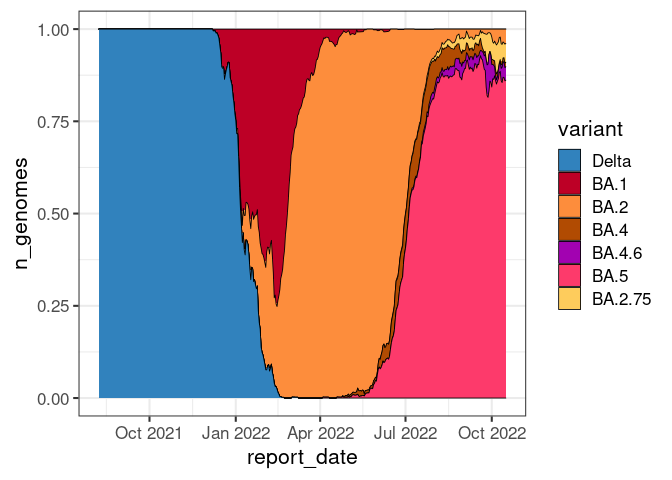 1.00
0.75
0.50
0.25
0.00
n_genomes
Oct 2021 Jan 2022 Apr 2022 Jul 2022 Oct 2022
report_date
variant
Delta
BA.1
BA.2
BA.4
BA.4.6
BA.5
BA.2.75